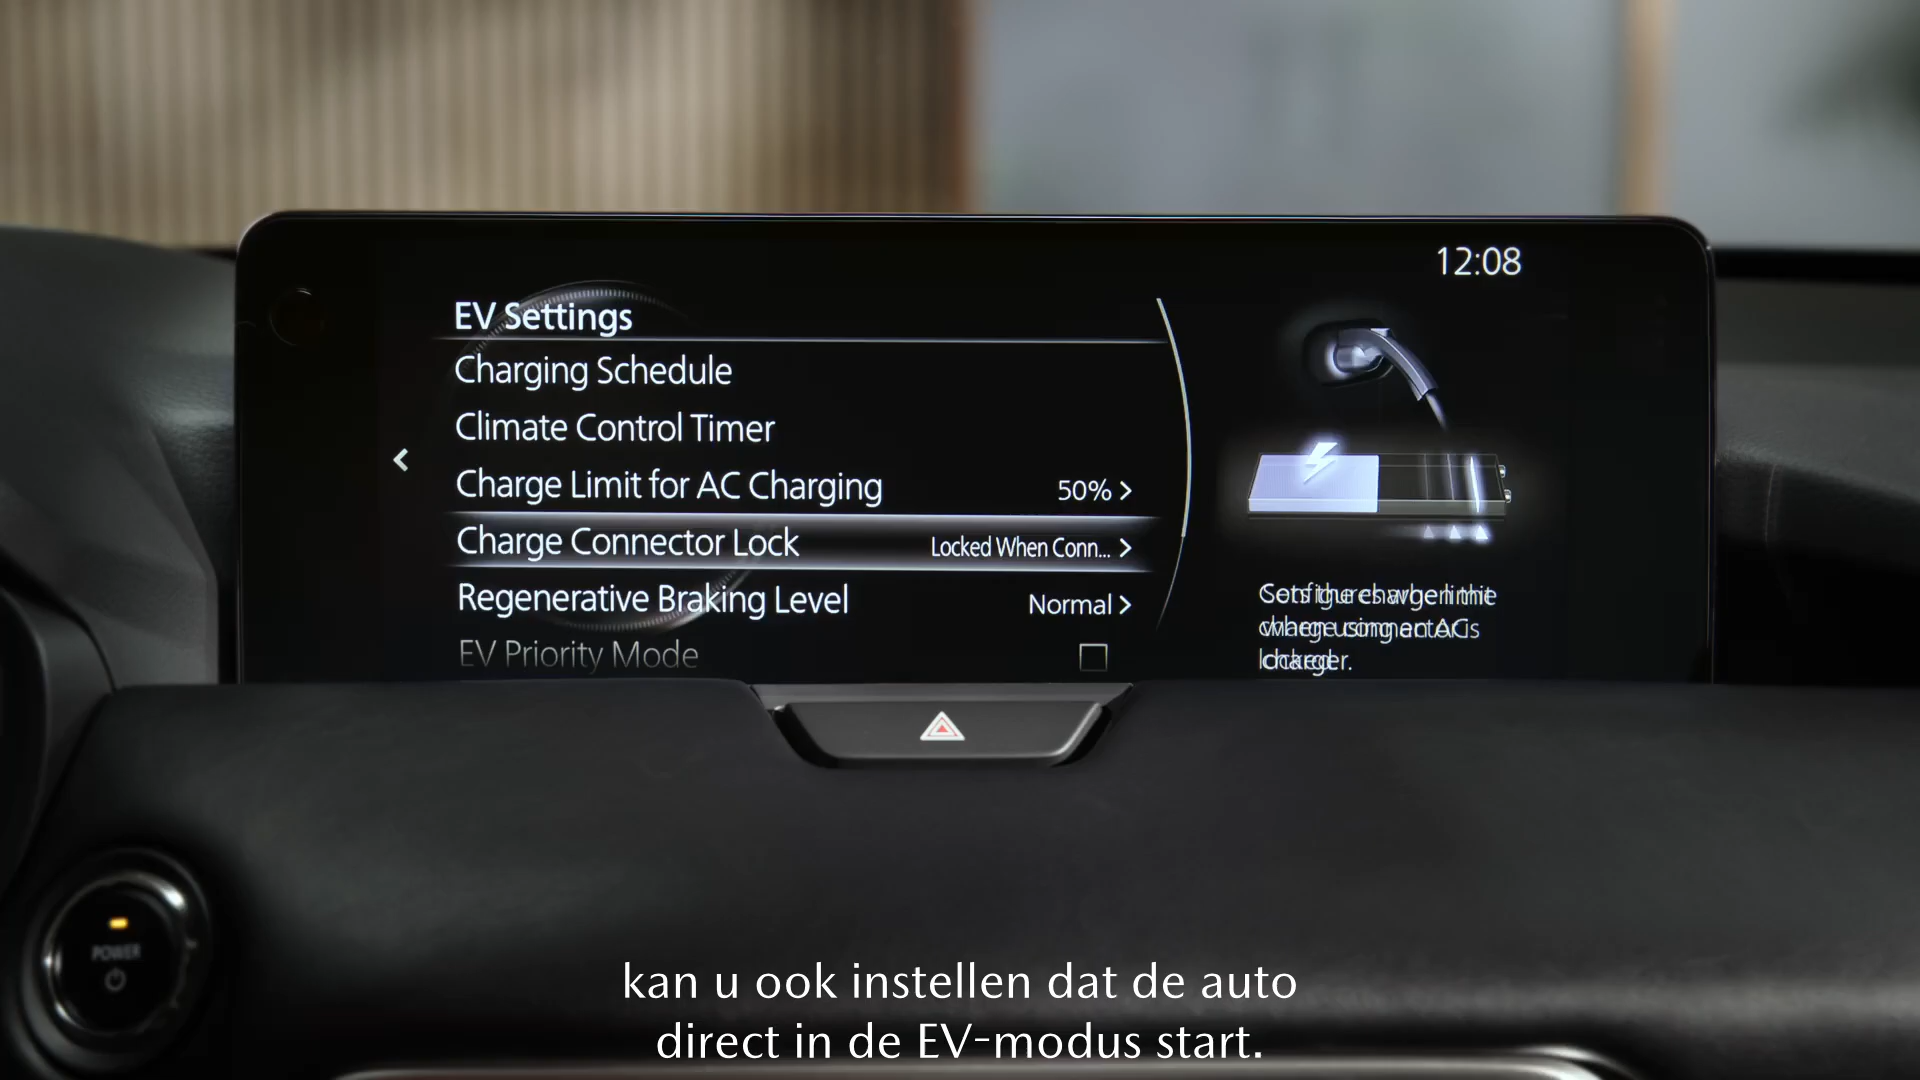 12:08
EV Settings
Charging Schedule
Climate Control Timer
Charge Limit for AC Charging 50%
Charge Connector Lock Locked When Conn...
Regenerative Braking Level Normal
EV Priority Mode
POWER
kan u ook instellen dat de auto
direct in de EV-modus start.